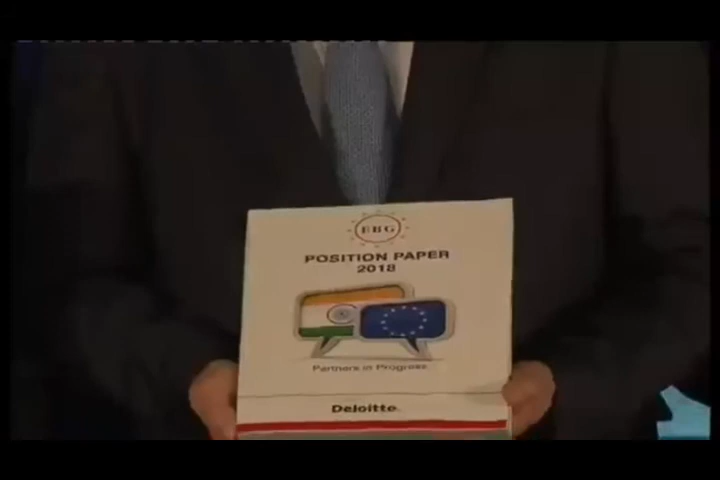 EBG
POSITION PAPER
2018
Partners in Progress
Deloitte.